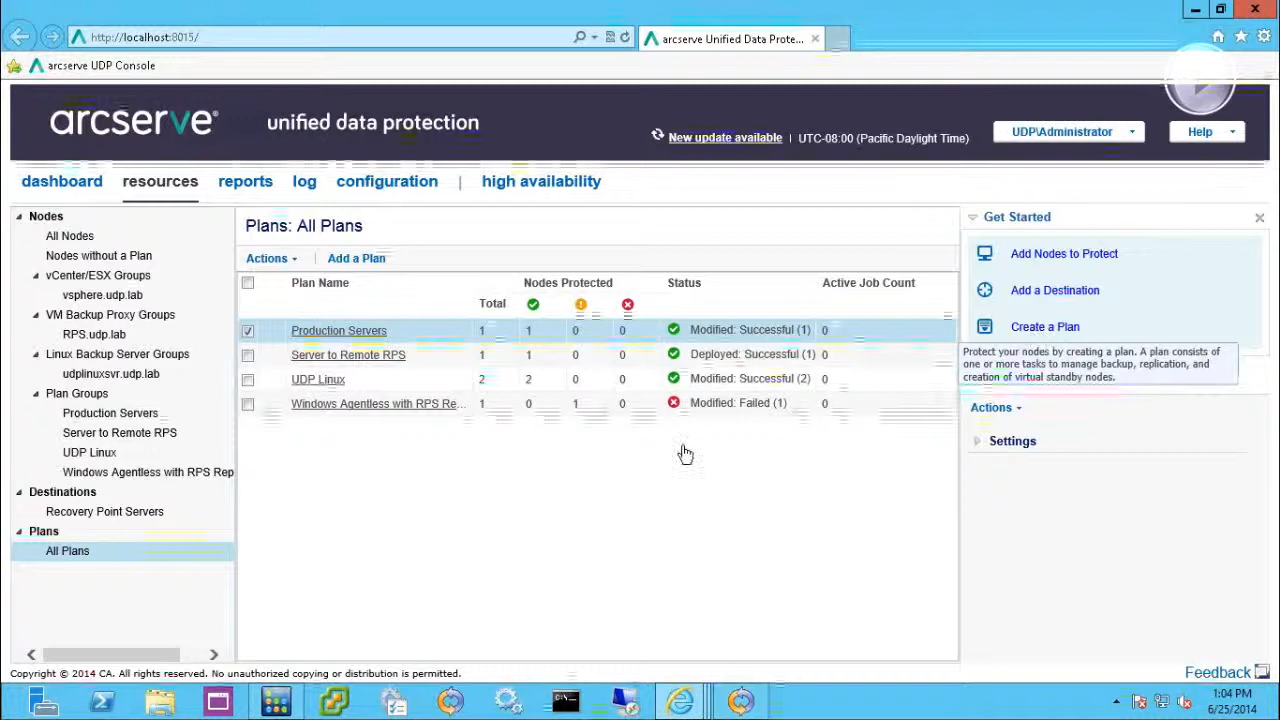 http://localhost:8015/
arcserve Unified Data Prote...
arcserve UDP Console
arcserve®
unified data protection
New update available
UTC-08:00 (Pacific Daylight Time)
UDP\Administrator
Help
dashboard
resources
reports
log
configuration
|
high availability
Nodes
All Nodes
Nodes without a Plan
vCenter/ESX Groups
vsphere.udp.lab
VM Backup Proxy Groups
RPS.udp.lab
Linux Backup Server Groups
udplinuxsvr.udp.lab
Plan Groups
Production Servers
Server to Remote RPS
UDP Linux
Windows Agentless with RPS Rep
Destinations
Recovery Point Servers
Plans
All Plans
Plans: All Plans
Actions
Add a Plan
Plan Name
Nodes Protected
Status
Active Job Count
Total
Production Servers 1 1 0 0 Modified: Successful (1) 0
Server to Remote RPS 1 1 0 0 Deployed: Successful (1) 0
UDP Linux 2 2 0 0 Modified: Successful (2) 0
Windows Agentless with RPS Re... 1 0 1 0 Modified: Failed (1) 0
Get Started
Add Nodes to Protect
Add a Destination
Create a Plan
Protect your nodes by creating a plan. A plan consists of
one or more tasks to manage backup, replication, and
creation of virtual standby nodes.
Actions
Settings
Copyright © 2014 CA. All rights reserved. No unauthorized copying or distribution is permitted.
Feedback
1:04 PM
6/25/2014